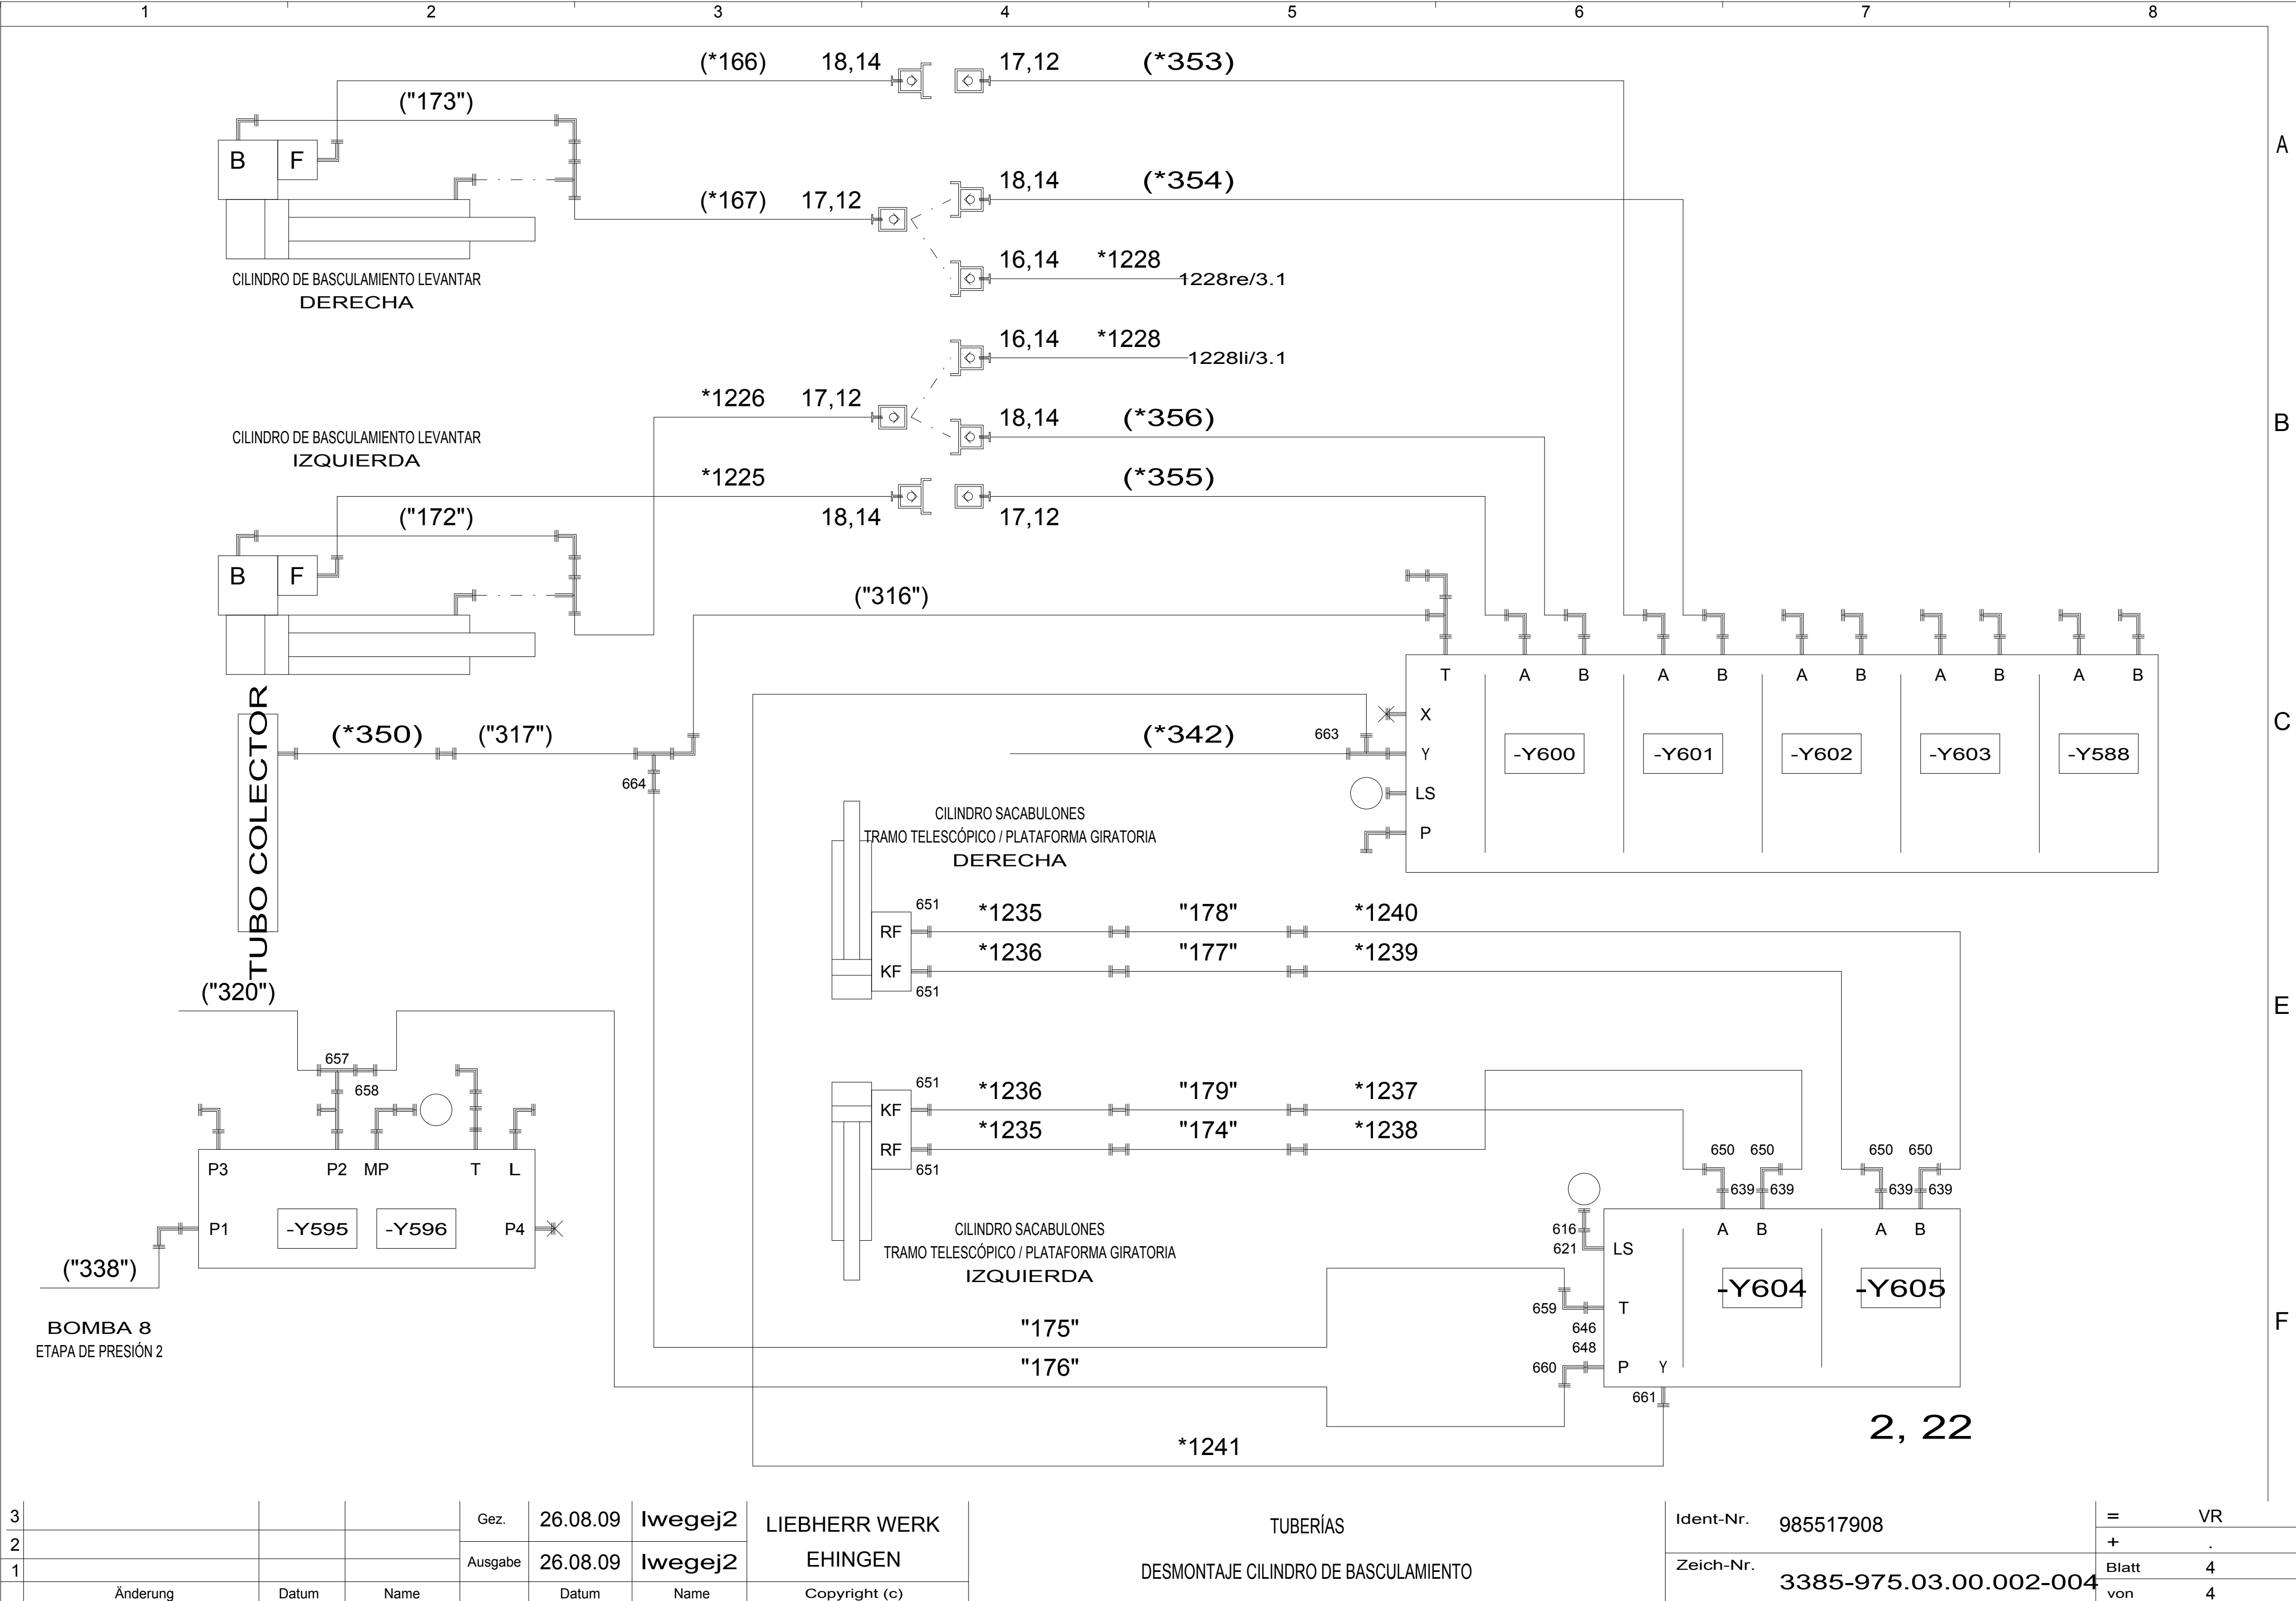 1 2 3 4 5 6 7 8
(*166) 18,14 17,12 (*353)
("173")
A
B F
(*167) 17,12 18,14 (*354)
16,14 *1228 1228re/3.1
CILINDRO DE BASCULAMIENTO LEVANTAR
DERECHA
16,14 *1228 1228li/3.1
*1226 17,12 18,14 (*356)
B
CILINDRO DE BASCULAMIENTO LEVANTAR
IZQUIERDA
*1225 (*355)
18,14 17,12
("172")
B F
("316")
T A B A B A B A B A B
X
(*342) 663 Y
LS
P
-Y600 -Y601 -Y602 -Y603 -Y588
C
TUBO COLECTOR
(*350) ("317")
664
CILINDRO SACABULONES
TRAMO TELESCÓPICO / PLATAFORMA GIRATORIA
DERECHA
651 *1235 "178" *1240
RF
*1236 "177" *1239
KF
651
("320")
E
657
658
P3 P2 MP T L
P1 -Y595 -Y596 P4
("338")
BOMBA 8
ETAPA DE PRESIÓN 2
651 *1236 "179" *1237
KF
*1235 "174" *1238
RF
651
650 650 650 650
639 639 639 639
CILINDRO SACABULONES
TRAMO TELESCÓPICO / PLATAFORMA GIRATORIA
IZQUIERDA
616
621 LS
A B A B
-Y604 -Y605
659 T
646
648
660 P Y
661
F
"175"
"176"
2, 22
*1241
3
2
1
Änderung Datum Name
Gez. 26.08.09 lwegej2
Ausgabe 26.08.09 lwegej2
Datum Name
LIEBHERR WERK
EHINGEN
Copyright (c)
TUBERÍAS
DESMONTAJE CILINDRO DE BASCULAMIENTO
Ident-Nr. 985517908
Zeich-Nr. 3385-975.03.00.002-004
= VR
+ .
Blatt 4
von 4